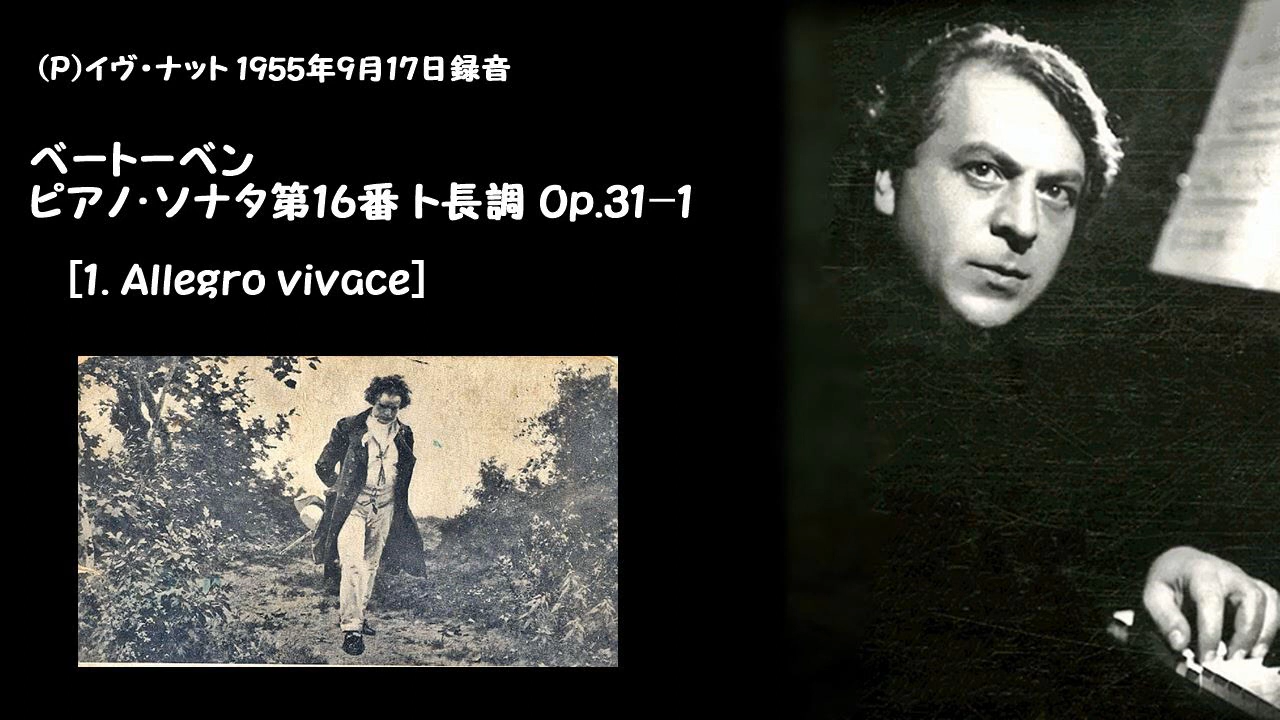 (P)イヴ・ナット 1955年9月17日録音
ベートーベン
ピアノ・ソナタ第16番 ト長調 Op.31-1
[1. Allegro vivace]